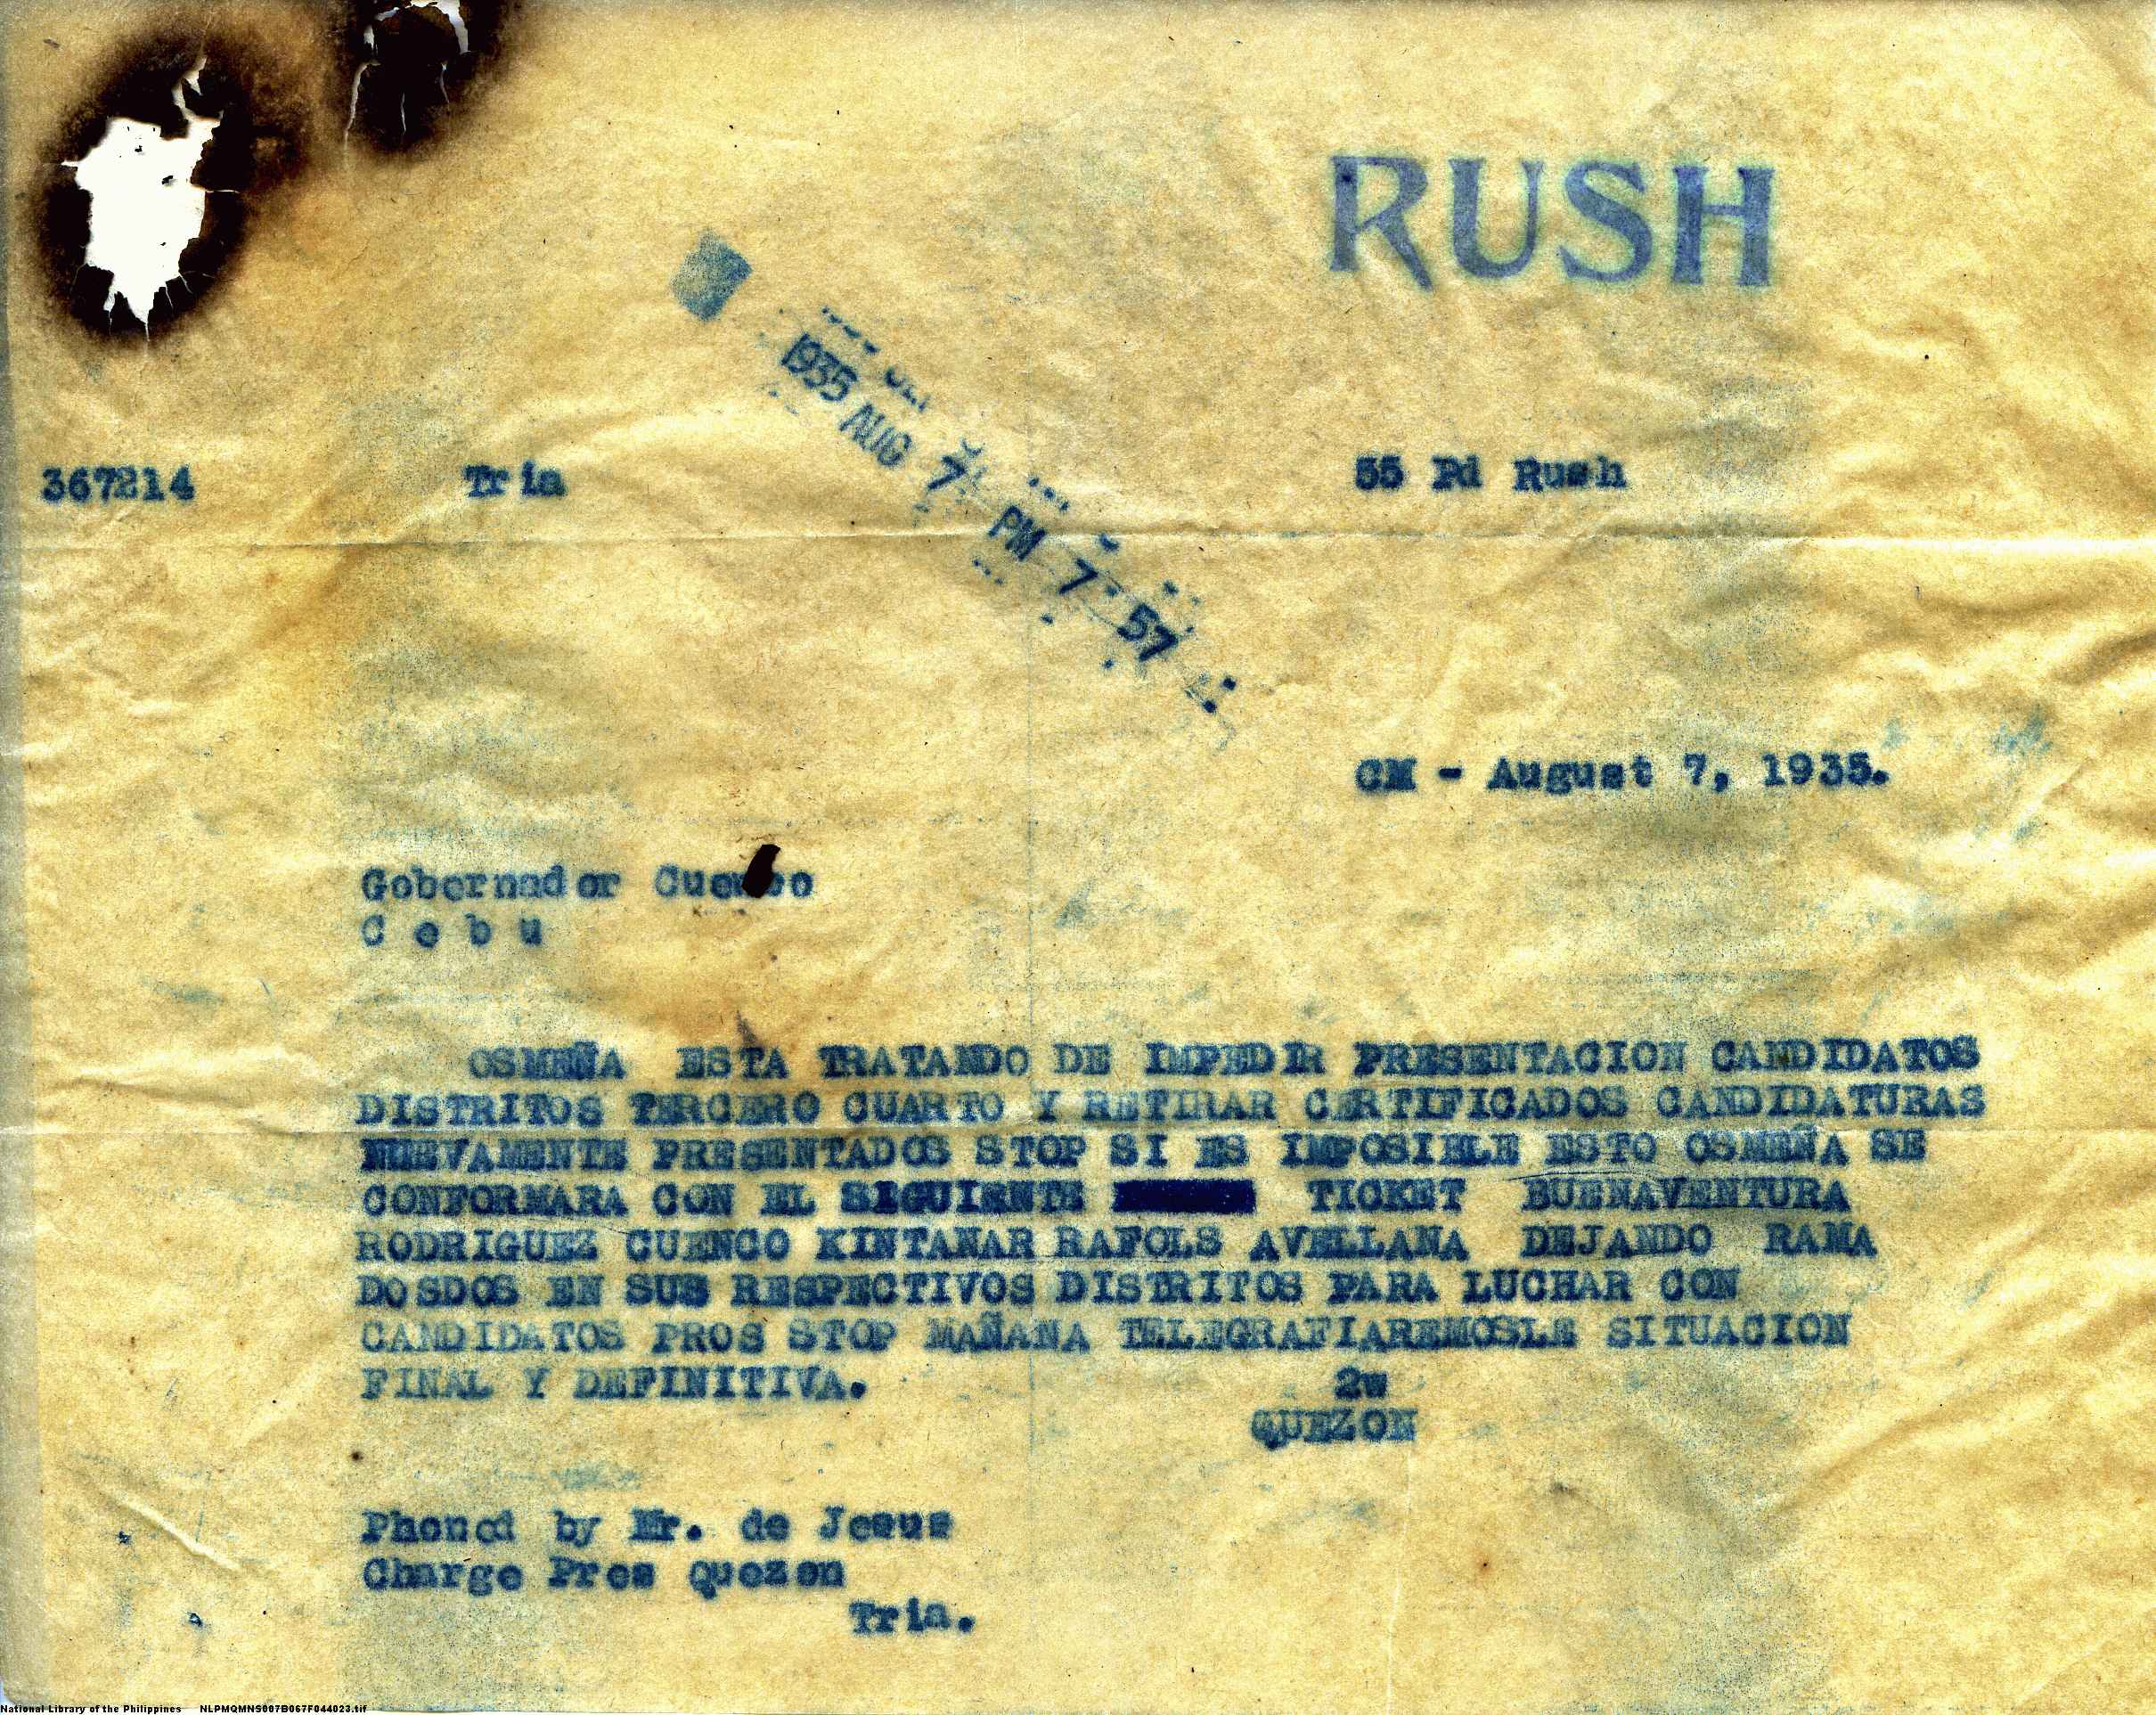 RUSH
1935 AUG 7 PM 7 57
367214 Tria 55 Pd Rush
CM - August 7, 1935.
Gobernador Cuenco
C e b u
OSMEÑA ESTA TRATANDO DE IMPEDIR PRESENTACION CANDIDATOS
DISTRITOS TERCERO CUARTO Y RETIRAR CERTIFICADOS CANDIDATURAS
NUEVAMENTE PRESENTADOS STOP SI ES IMPOSIBLE ESTO OSMEÑA SE
CONFORMARA CON EL SIGUIENTE TICKET BUENAVENTURA
RODRIGUEZ CUENCO KINTANAR RAFOLS AVELLANA DEJANDO RAMA
DOSDOS EN SUS RESPECTIVOS DISTRITOS PARA LUCHAR CON
CANDIDATOS PROS STOP MAÑANA TELEGRAFIAREMOSLE SITUACION
FINAL Y DEFINITIVA. 2w
QUEZON
Phoned by Mr. de Jesus
Charge Pres Quezon
Tria.
National Library of the Philippines NLPMQMNS007B067F044023.tif